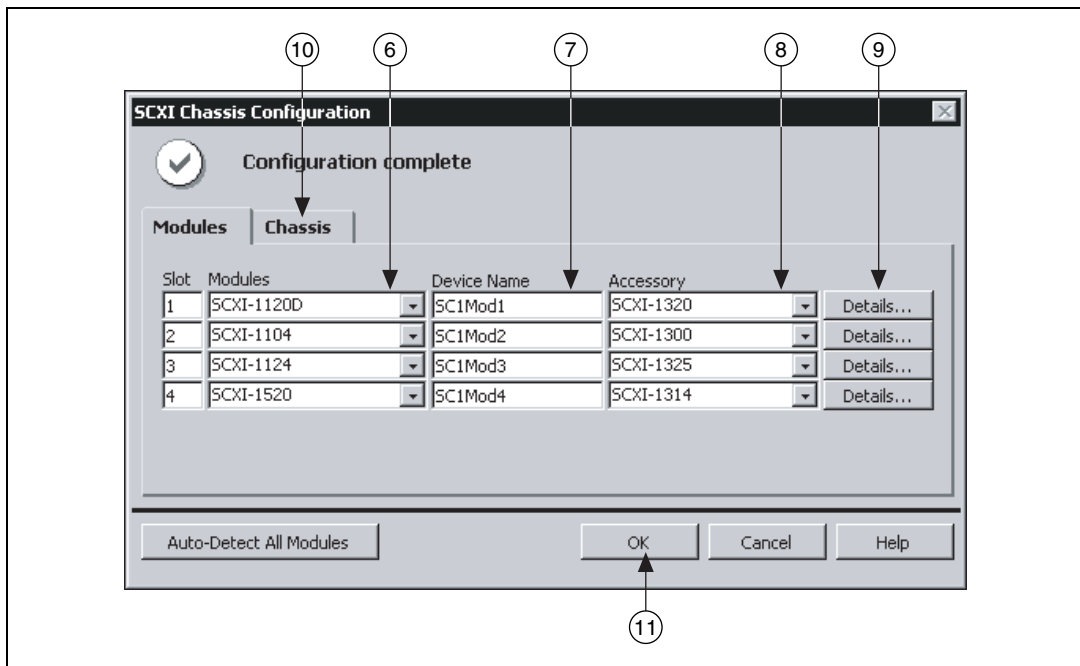 10 6 7 8 9
SCXI Chassis Configuration
Configuration complete
Modules Chassis
Slot Modules Device Name Accessory
1 SCXI-1120D SC1Mod1 SCXI-1320 Details...
2 SCXI-1104 SC1Mod2 SCXI-1300 Details...
3 SCXI-1124 SC1Mod3 SCXI-1325 Details...
4 SCXI-1520 SC1Mod4 SCXI-1314 Details...
Auto-Detect All Modules OK Cancel Help
11